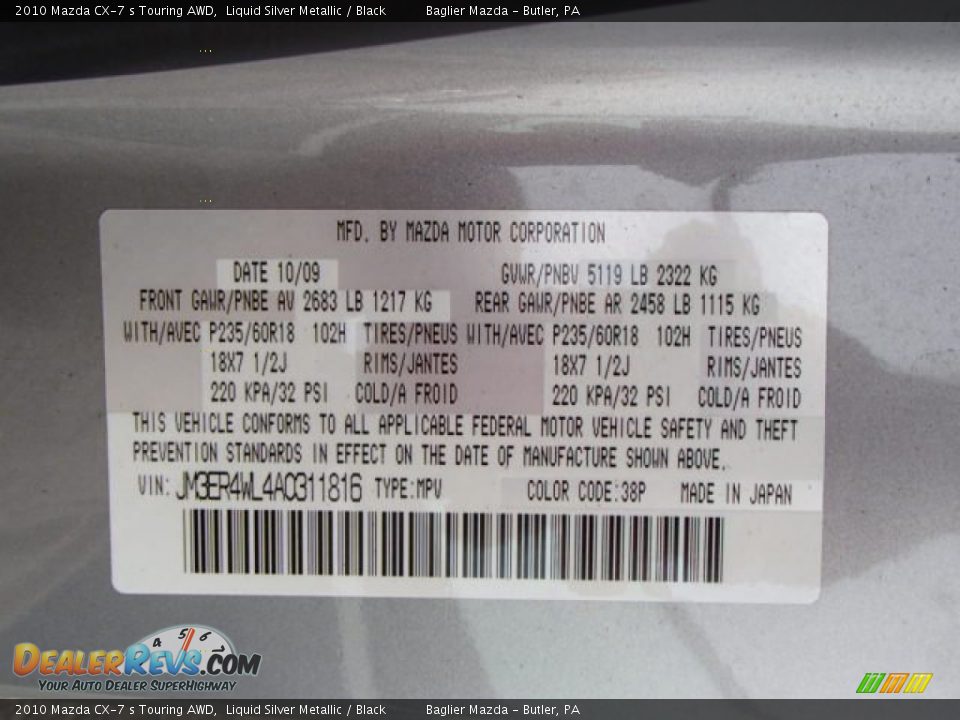 2010 Mazda CX-7 s Touring AWD,  Liquid Silver Metallic / Black          Baglier Mazda - Butler, PA
MFD. BY MAZDA MOTOR CORPORATION
DATE 10/09 GVWR/PNBV 5119 LB 2322 KG
FRONT GAWR/PNBE AV 2683 LB 1217 KG REAR GAWR/PNBE AR 2458 LB 1115 KG
WITH/AVEC P235/60R18 102H TIRES/PNEUS WITH/AVEC P235/60R18 102H TIRES/PNEUS
18X7 1/2J RIMS/JANTES 18X7 1/2J RIMS/JANTES
220 KPA/32 PSI COLD/A FROID 220 KPA/32 PSI COLD/A FROID
THIS VEHICLE CONFORMS TO ALL APPLICABLE FEDERAL MOTOR VEHICLE SAFETY AND THEFT
PREVENTION STANDARDS IN EFFECT ON THE DATE OF MANUFACTURE SHOWN ABOVE.
VIN: JM3ER4WL4A0311816 TYPE:MPV COLOR CODE:38P MADE IN JAPAN
4 5 6 7
DEALERREVS.COM
YOUR AUTO DEALER SUPERHIGHWAY
2010 Mazda CX-7 s Touring AWD,  Liquid Silver Metallic / Black          Baglier Mazda - Butler, PA